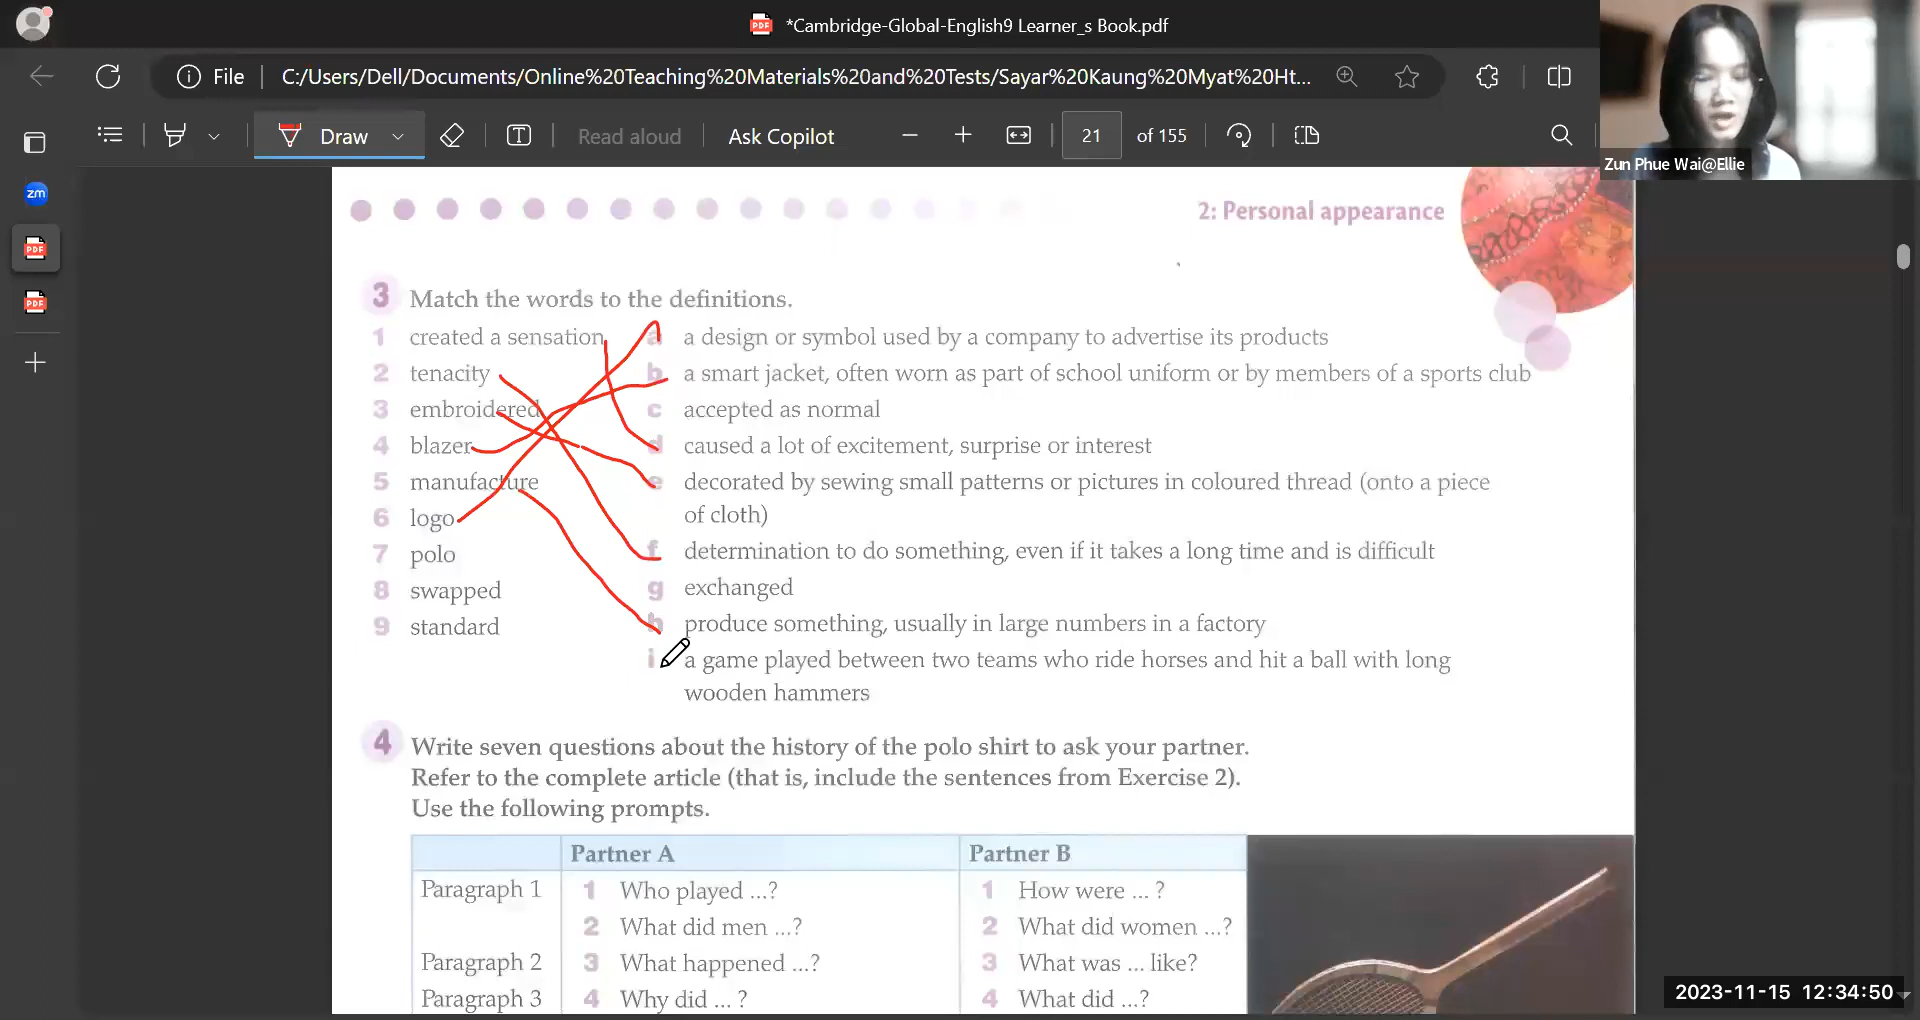 *Cambridge-Global-English9 Learner_s Book.pdf
File
C:/Users/Dell/Documents/Online%20Teaching%20Materials%20and%20Tests/Sayar%20Kaung%20Myat%20Ht...
Draw
Read aloud
Ask Copilot
21 of 155
Zun Phue Wai@Ellie
zm
PDF
PDF
PDF
2: Personal appearance
3 Match the words to the definitions.
1 created a sensation
2 tenacity
3 embroidered
4 blazer
5 manufacture
6 logo
7 polo
8 swapped
9 standard
a a design or symbol used by a company to advertise its products
b a smart jacket, often worn as part of school uniform or by members of a sports club
c accepted as normal
d caused a lot of excitement, surprise or interest
e decorated by sewing small patterns or pictures in coloured thread (onto a piece
of cloth)
f determination to do something, even if it takes a long time and is difficult
g exchanged
h produce something, usually in large numbers in a factory
i a game played between two teams who ride horses and hit a ball with long
wooden hammers
4 Write seven questions about the history of the polo shirt to ask your partner.
Refer to the complete article (that is, include the sentences from Exercise 2).
Use the following prompts.
Partner A Partner B
Paragraph 1 1 Who played ...? 1 How were ... ?
2 What did men ...? 2 What did women ...?
Paragraph 2 3 What happened ...? 3 What was ... like?
Paragraph 3 4 Why did ... ? 4 What did ...?
2023-11-15 12:34:50